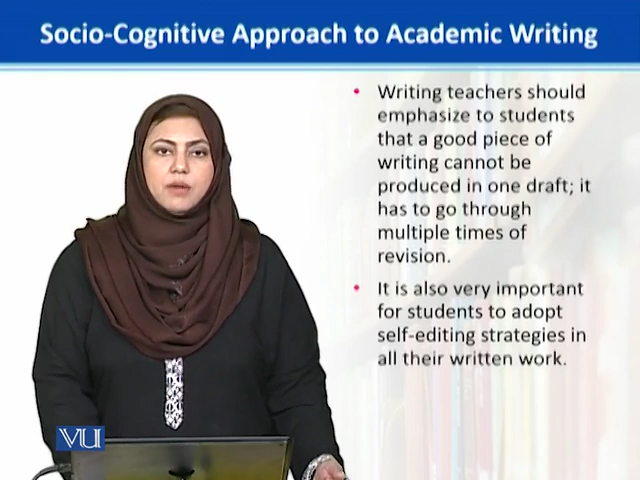 Socio-Cognitive Approach to Academic Writing
• Writing teachers should
emphasize to students
that a good piece of
writing cannot be
produced in one draft; it
has to go through
multiple times of
revision.
• It is also very important
for students to adopt
self-editing strategies in
all their written work.
VU